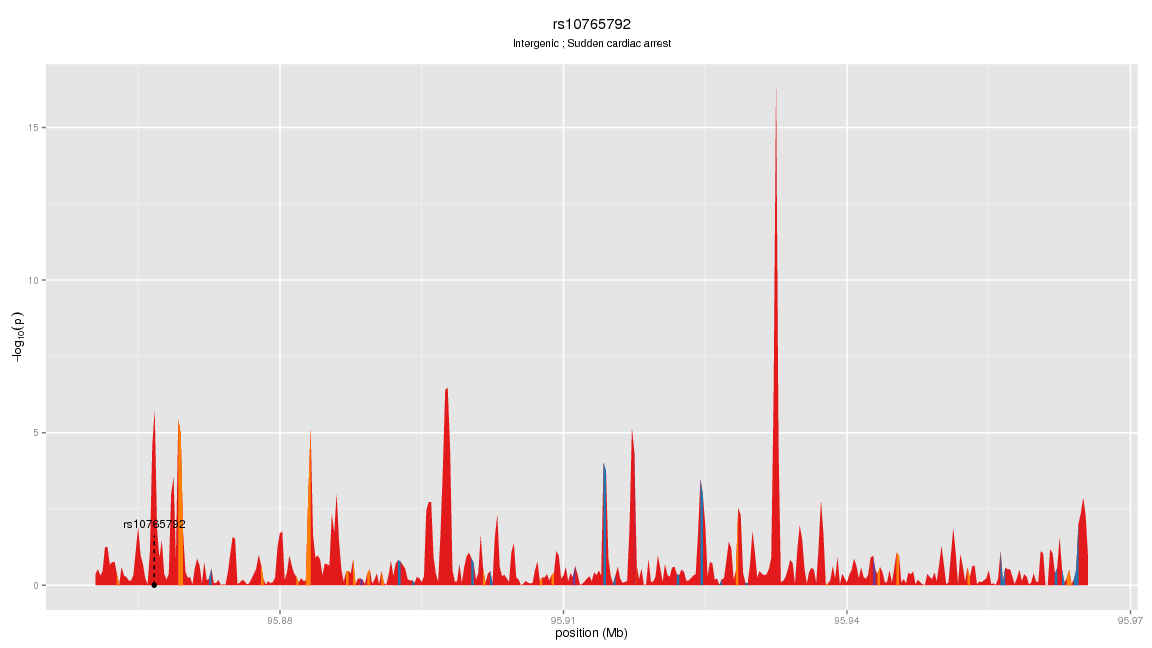 rs10765792
Intergenic ; Sudden cardiac arrest
15
10
5
0
−log10(p)
rs10765792
95.88
95.91
95.94
95.97
position (Mb)